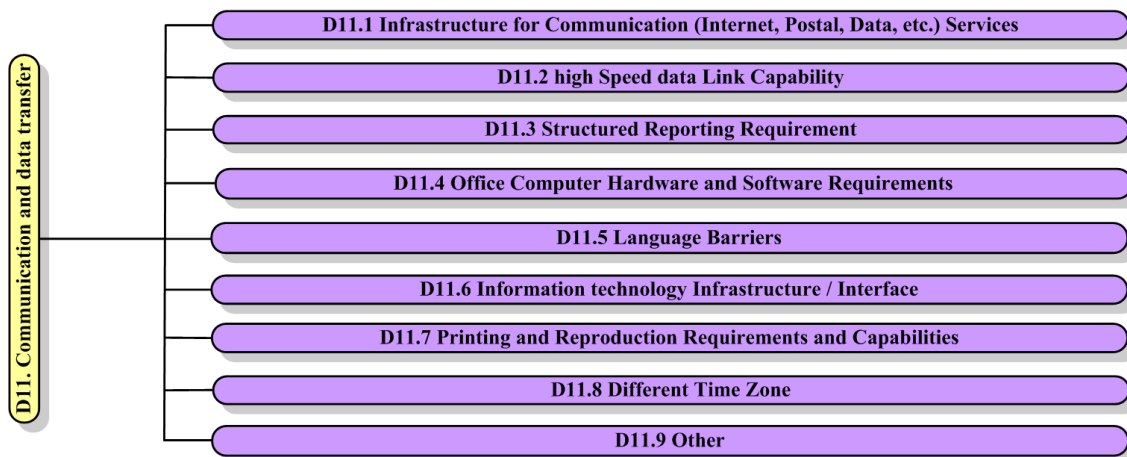 D11. Communication and data transfer
D11.1 Infrastructure for Communication (Internet, Postal, Data, etc.) Services
D11.2 high Speed data Link Capability
D11.3 Structured Reporting Requirement
D11.4 Office Computer Hardware and Software Requirements
D11.5 Language Barriers
D11.6 Information technology Infrastructure / Interface
D11.7 Printing and Reproduction Requirements and Capabilities
D11.8 Different Time Zone
D11.9 Other